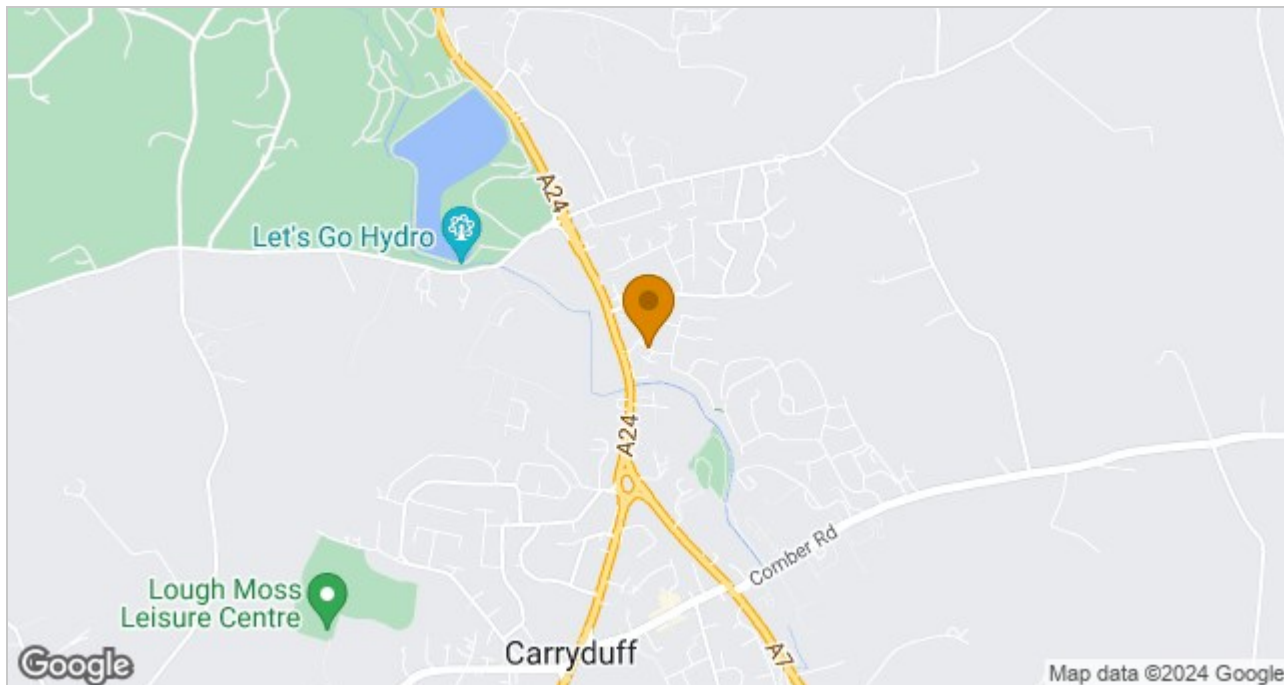 A24
Let's Go Hydro
A24
Comber Rd
Lough Moss
Leisure Centre
Carryduff
A7
Google
Map data ©2024 Google